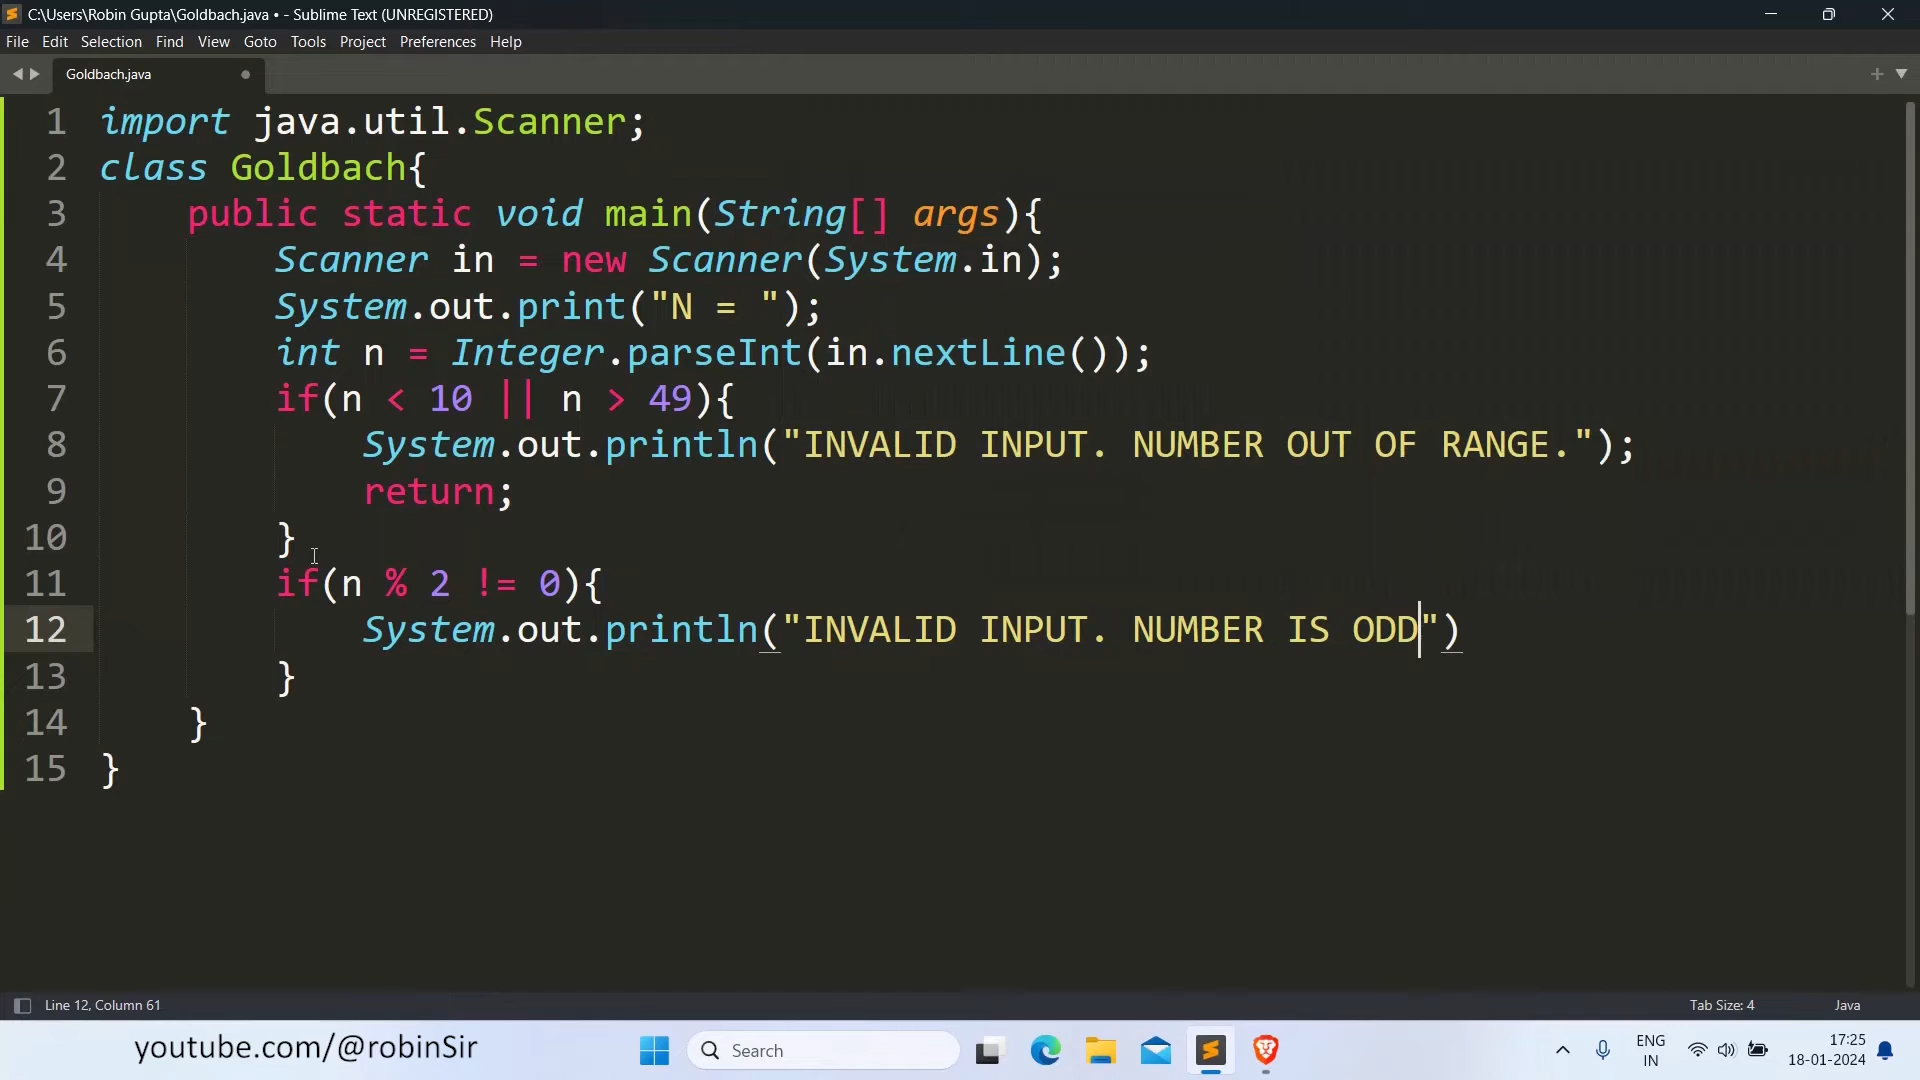 C:\Users\Robin Gupta\Goldbach.java • - Sublime Text (UNREGISTERED)
File Edit Selection Find View Goto Tools Project Preferences Help
Goldbach.java
1 import java.util.Scanner;
2 class Goldbach{
3 public static void main(String[] args){
4 Scanner in = new Scanner(System.in);
5 System.out.print("N = ");
6 int n = Integer.parseInt(in.nextLine());
7 if(n < 10 || n > 49){
8 System.out.println("INVALID INPUT. NUMBER OUT OF RANGE.");
9 return;
10 }
11 if(n % 2 != 0){
12 System.out.println("INVALID INPUT. NUMBER IS ODD")
13 }
14 }
15 }
Line 12, Column 61 Tab Size: 4 Java
youtube.com/@robinSir Search ENG 17:25
IN 18-01-2024